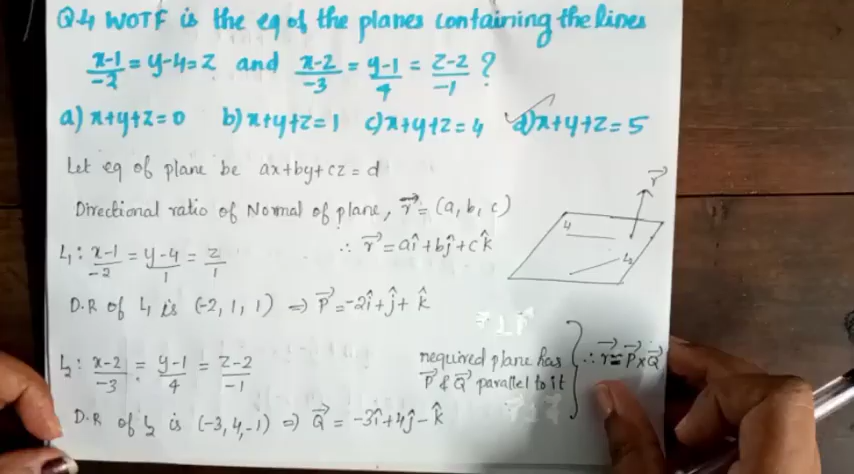 Q4 WOTF is the eq of the planes containing the lines
x-1/-2 = y-4 = z and x-2/-3 = y-1/4 = z-2/-1 ?
a) x+y+z=0 b) x+y+z=1 c) x+y+z=4 d) x+y+z=5
Let eq of plane be ax+by+cz = d
Directional ratio of Normal of plane, r⃗ = (a, b, c)
∴ r⃗ = aî+bĵ+ck̂
L₁: x-1/-2 = y-4/1 = z/1
D.R of L₁ is (-2, 1, 1) ⇒ P⃗ = -2î+ĵ+k̂
L₂: x-2/-3 = y-1/4 = z-2/-1
required plane has
P⃗ & Q⃗ parallel to it
∴ r⃗ = P⃗×Q⃗
D.R of L₂ is (-3, 4, -1) ⇒ Q⃗ = -3î+4ĵ-k̂
r⃗
L₁
L₂